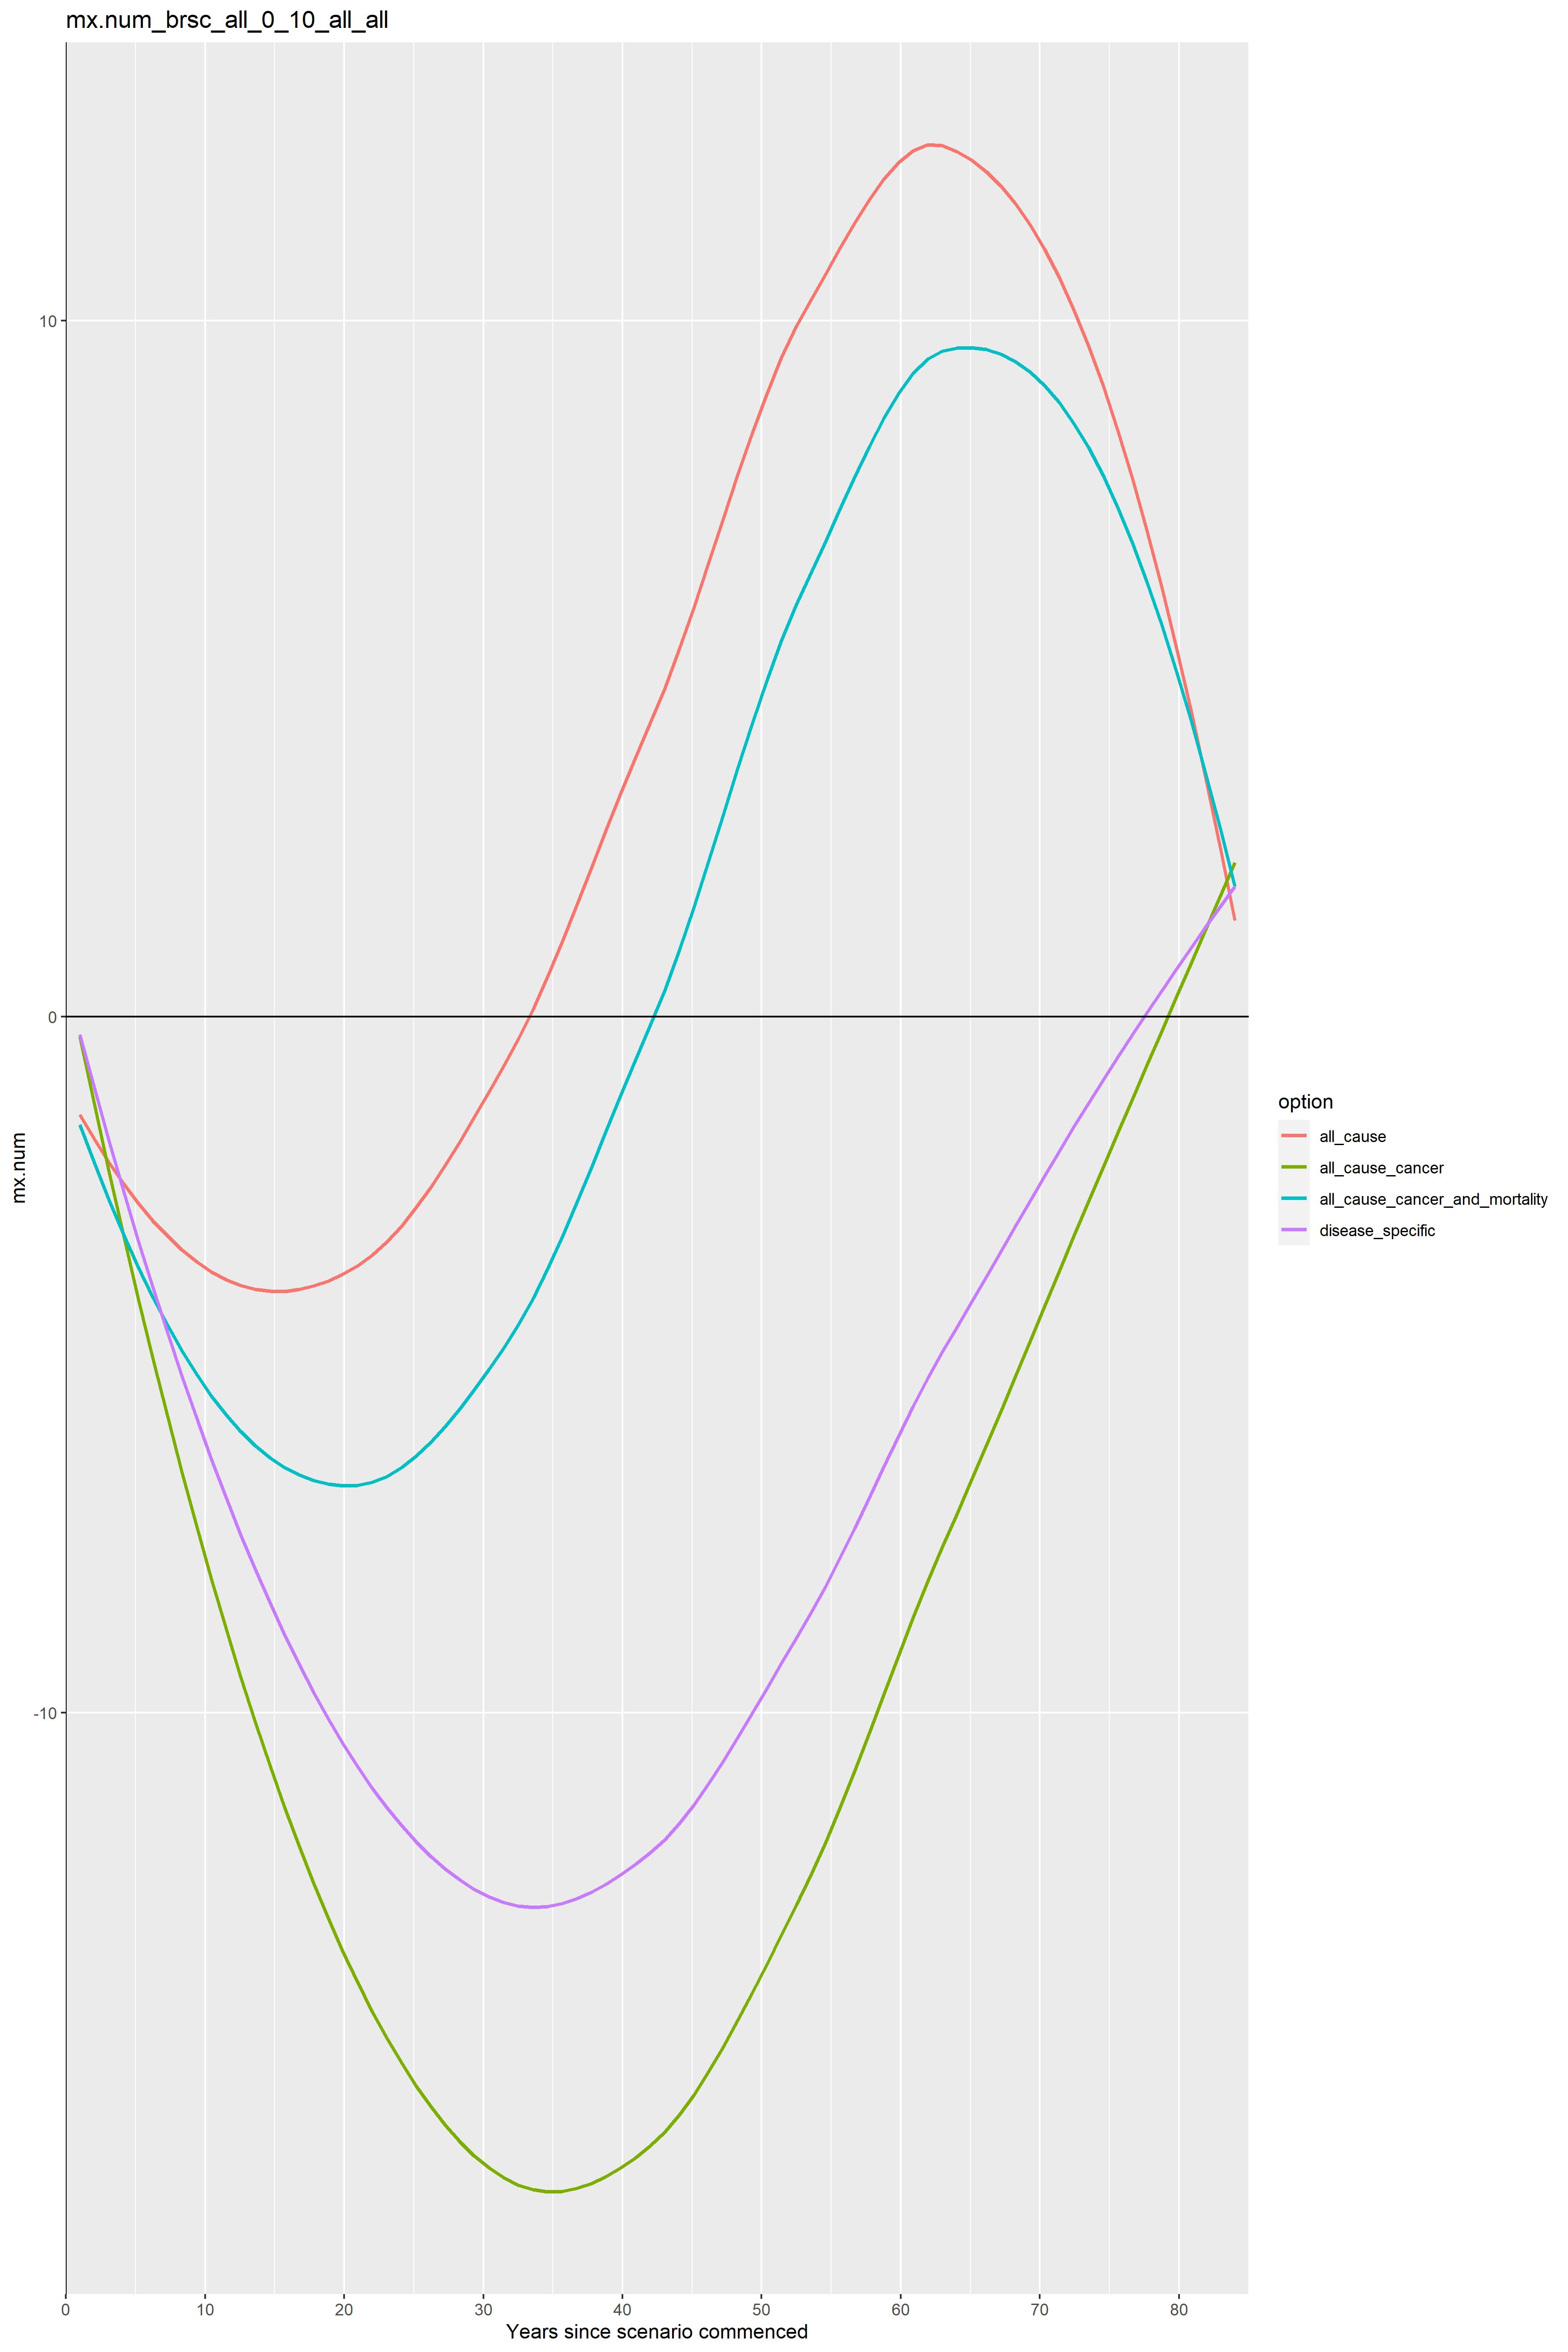 mx.num_brsc_all_0_10_all_all
10
0
-10
mx.num
0 10 20 30 40 50 60 70 80
Years since scenario commenced
option
all_cause
all_cause_cancer
all_cause_cancer_and_mortality
disease_specific